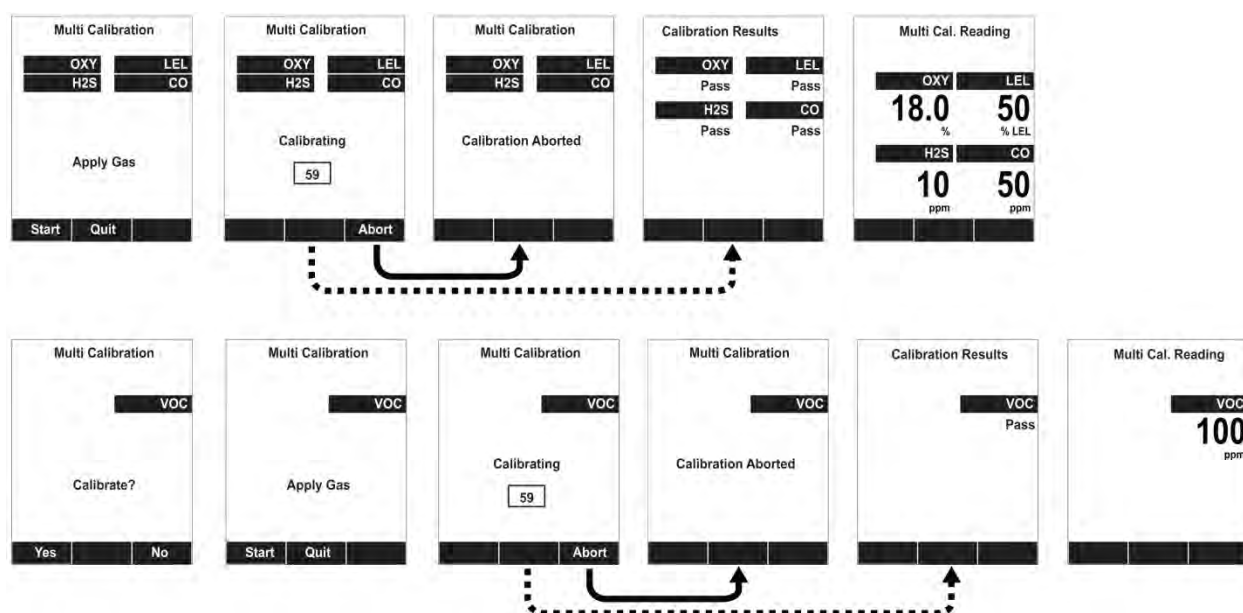 Multi Calibration
OXY LEL
H2S CO
Apply Gas
Start Quit
Multi Calibration
OXY LEL
H2S CO
Calibrating
59
Abort
Multi Calibration
OXY LEL
H2S CO
Calibration Aborted
Calibration Results
OXY LEL
Pass Pass
H2S CO
Pass Pass
Multi Cal. Reading
OXY LEL
18.0 50
% % LEL
H2S CO
10 50
ppm ppm
Multi Calibration
VOC
Calibrate?
Yes No
Multi Calibration
VOC
Apply Gas
Start Quit
Multi Calibration
VOC
Calibrating
59
Abort
Multi Calibration
VOC
Calibration Aborted
Calibration Results
VOC
Pass
Multi Cal. Reading
VOC
100
ppm